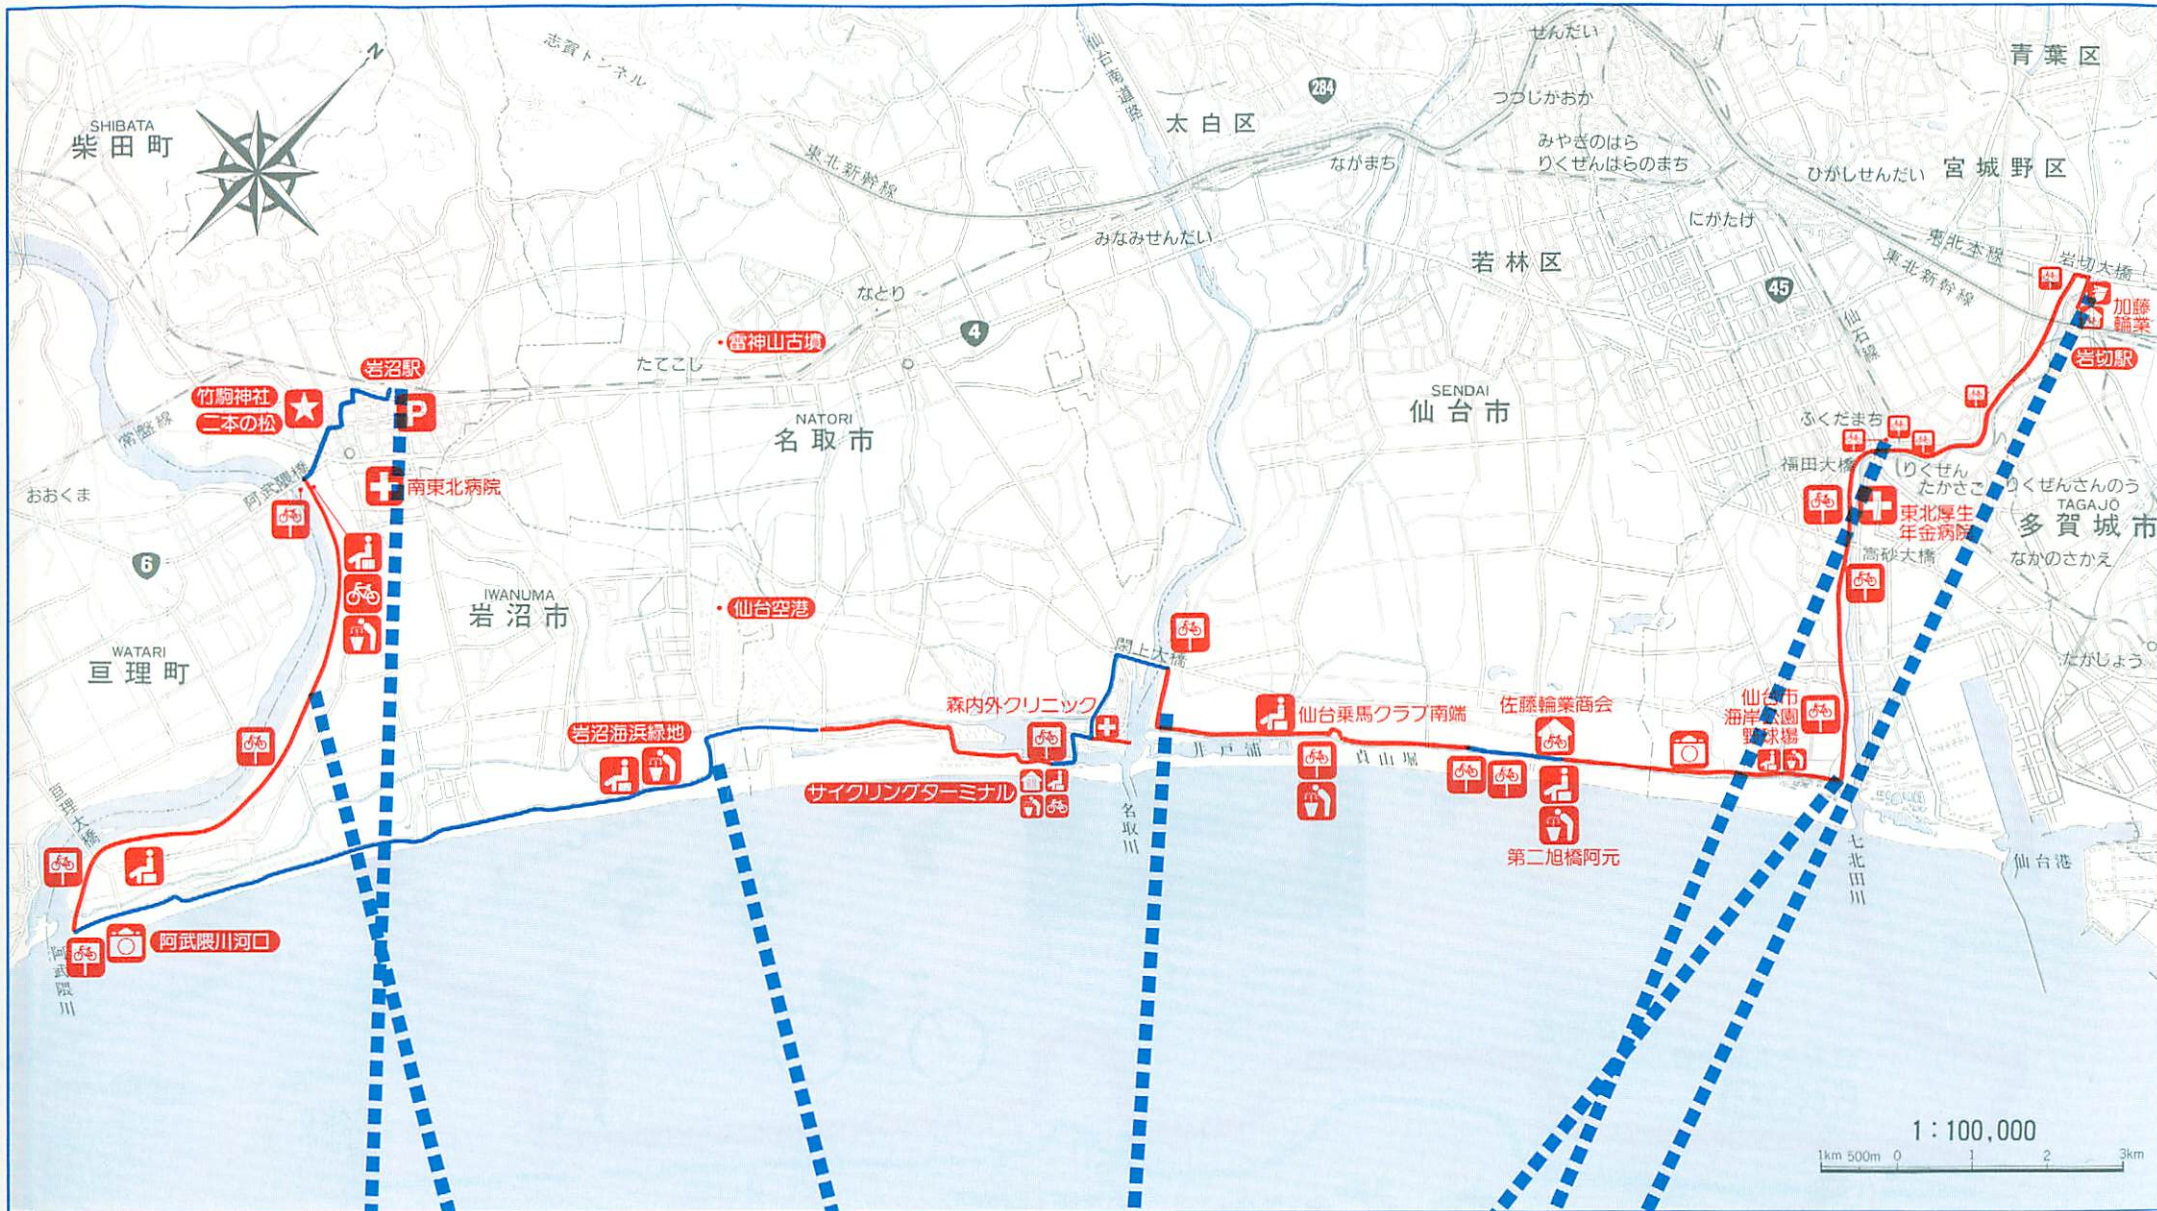 N
志賀トンネル
仙台南道路
せんだい
青葉区
SHIBATA
柴田町
284
つつじがおか
太白区
みやぎのはら
りくぜんはらのまち
ながまち
東北新幹線
ひがしせんだい
宮城野区
にがたけ
みなみせんだい
若林区
東北本線
岩切大橋
東北新幹線
45
仙石線
加藤
輪業
なとり
4
雷神山古墳
たてこし
岩沼駅
岩切駅
竹駒神社
二本の松
P
常磐線
SENDAI
仙台市
NATORI
名取市
ふくだまち
福田大橋
りくぜん
たかさご
りくぜんさんのう
阿武隈橋
南東北病院
おおくま
TAGAJO
多賀城市
東北厚生
年金病院
高砂大橋
なかのさかえ
6
IWANUMA
岩沼市
仙台空港
WATARI
亘理町
閖上大橋
たがじょう
森内外クリニック
仙台乗馬クラブ南端
佐藤輪業商会
仙台市
海岸公園
野球場
岩沼海浜緑地
井戸浦
貞山堀
サイクリングターミナル
亘理大橋
名取川
第二旭橋阿元
七北田川
仙台港
阿武隈川河口
阿武隈川
1:100,000
1km 500m 0 1 2 3km